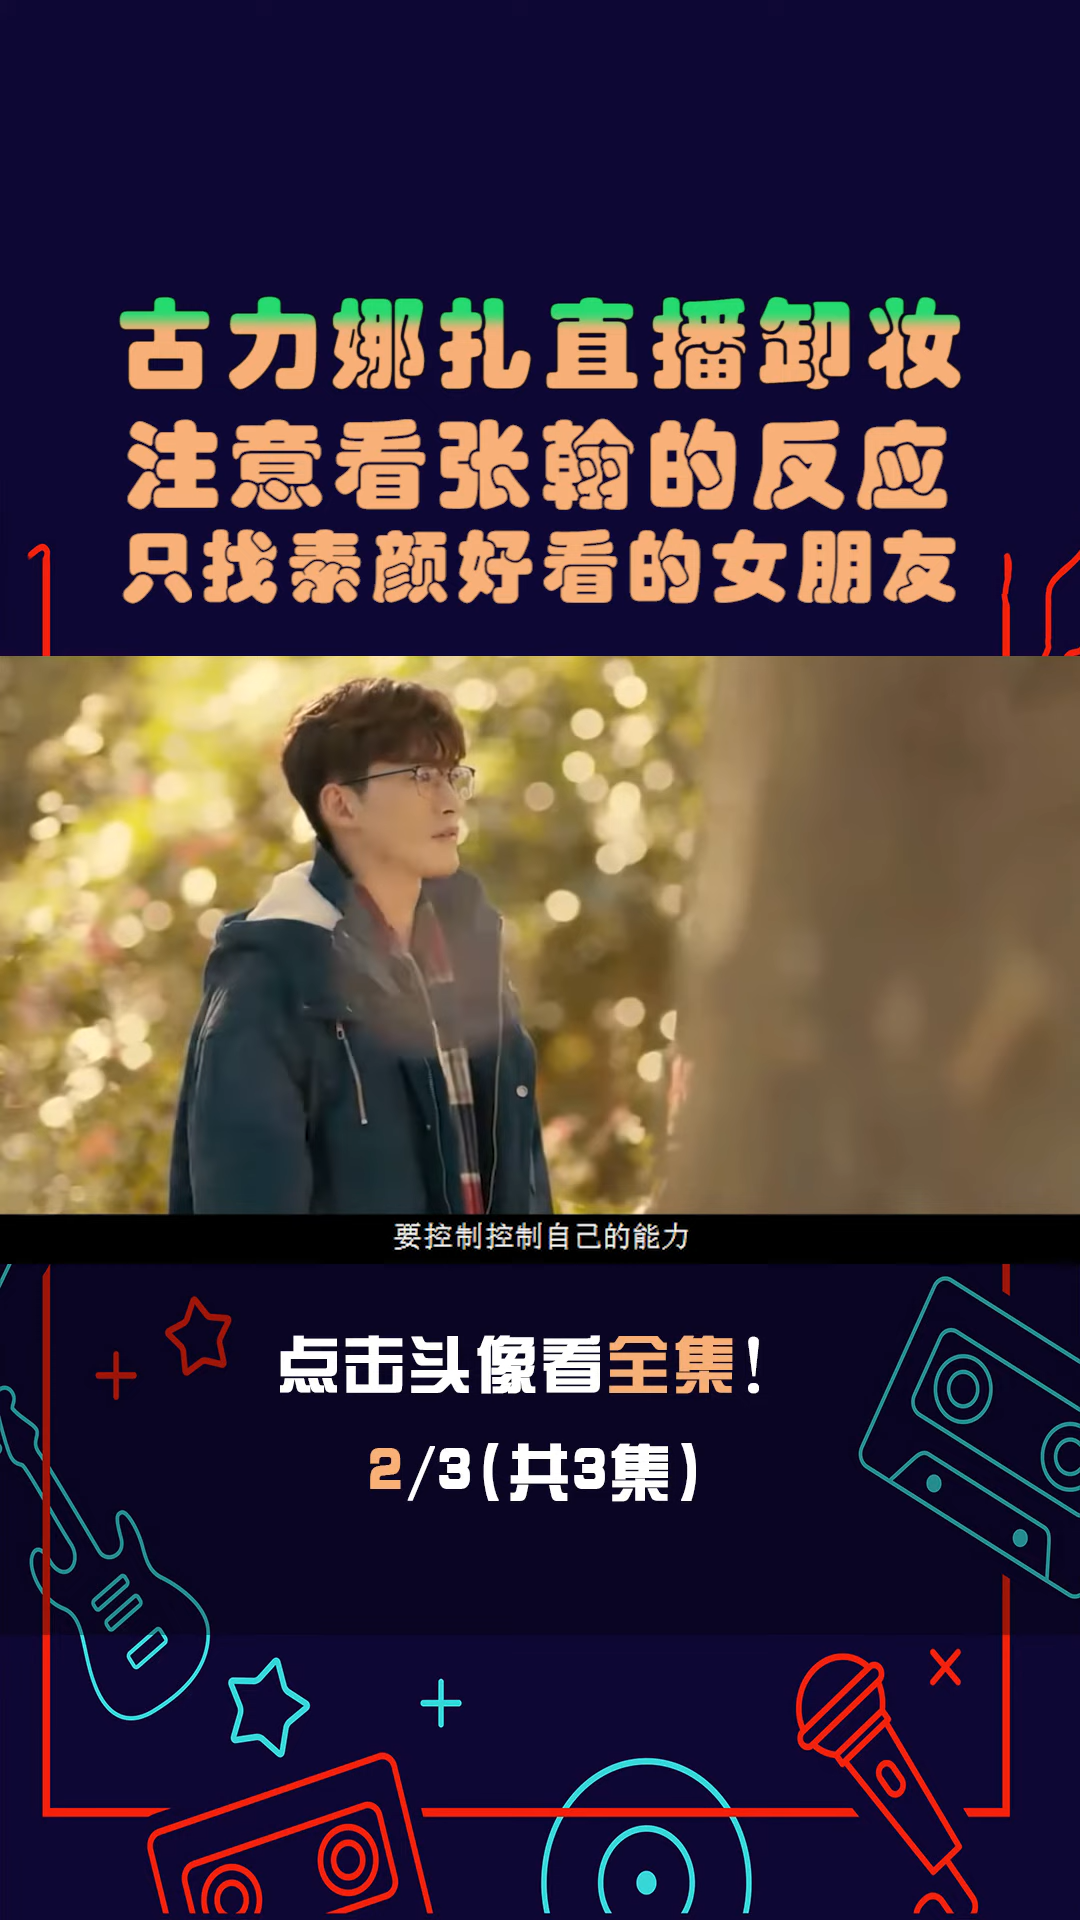 古力娜扎直播卸妆
注意看张翰的反应
只找素颜好看的女朋友
要控制控制自己的能力
点击头像看全集！
2/3(共3集)